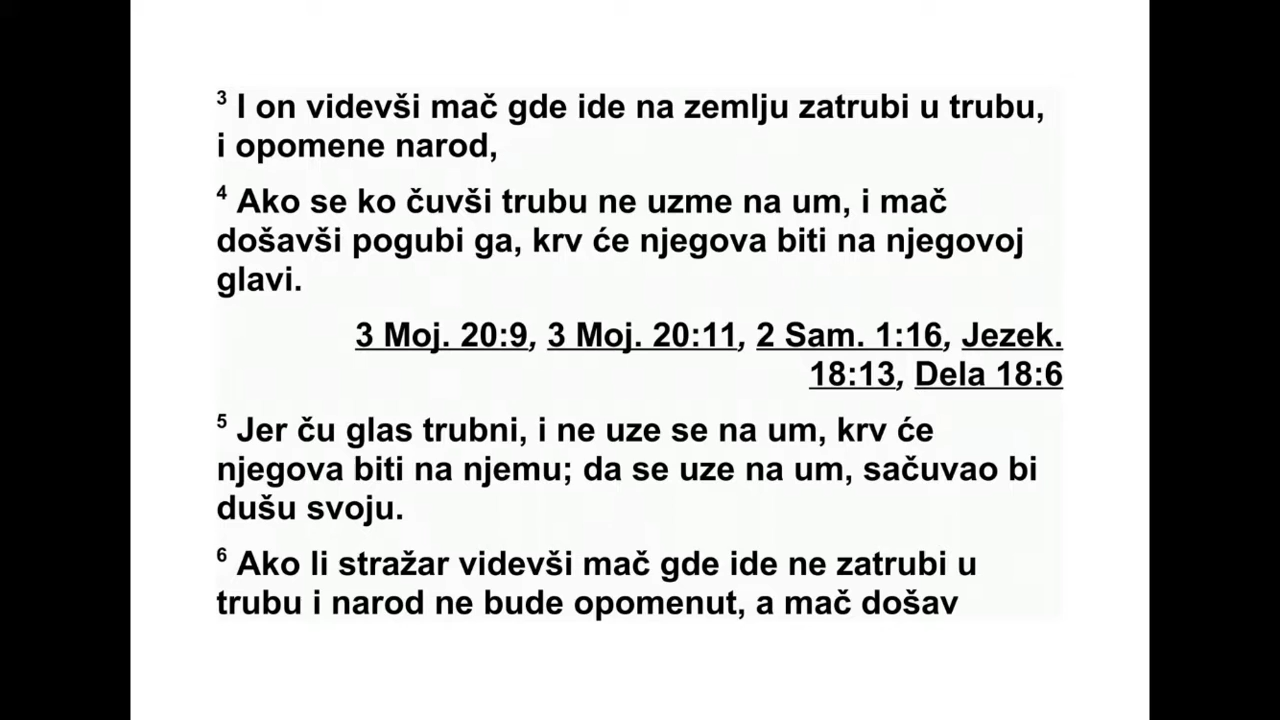 3 I on videvši mač gde ide na zemlju zatrubi u trubu,
i opomene narod,
4 Ako se ko čuvši trubu ne uzme na um, i mač
došavši pogubi ga, krv će njegova biti na njegovoj
glavi.
3 Moj. 20:9, 3 Moj. 20:11, 2 Sam. 1:16, Jezek.
18:13, Dela 18:6
5 Jer ču glas trubni, i ne uze se na um, krv će
njegova biti na njemu; da se uze na um, sačuvao bi
dušu svoju.
6 Ako li stražar videvši mač gde ide ne zatrubi u
trubu i narod ne bude opomenut, a mač došav